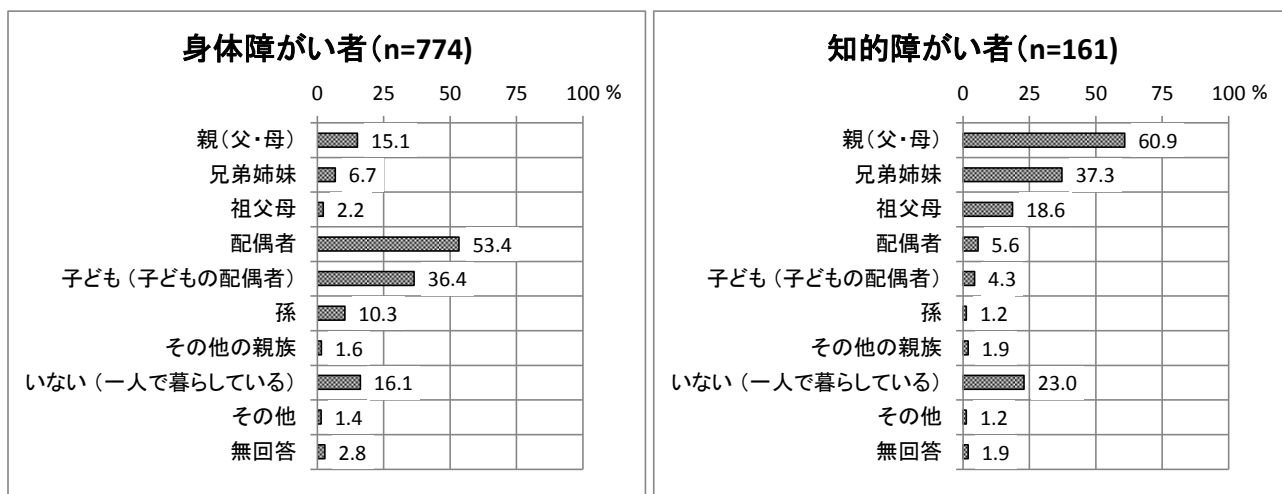 身体障がい者(n=774)
0 25 50 75 100 %
親(父・母) 15.1
兄弟姉妹 6.7
祖父母 2.2
配偶者 53.4
子ども(子どもの配偶者) 36.4
孫 10.3
その他の親族 1.6
いない(一人で暮らしている) 16.1
その他 1.4
無回答 2.8
知的障がい者(n=161)
0 25 50 75 100 %
親(父・母) 60.9
兄弟姉妹 37.3
祖父母 18.6
配偶者 5.6
子ども(子どもの配偶者) 4.3
孫 1.2
その他の親族 1.9
いない(一人で暮らしている) 23.0
その他 1.2
無回答 1.9